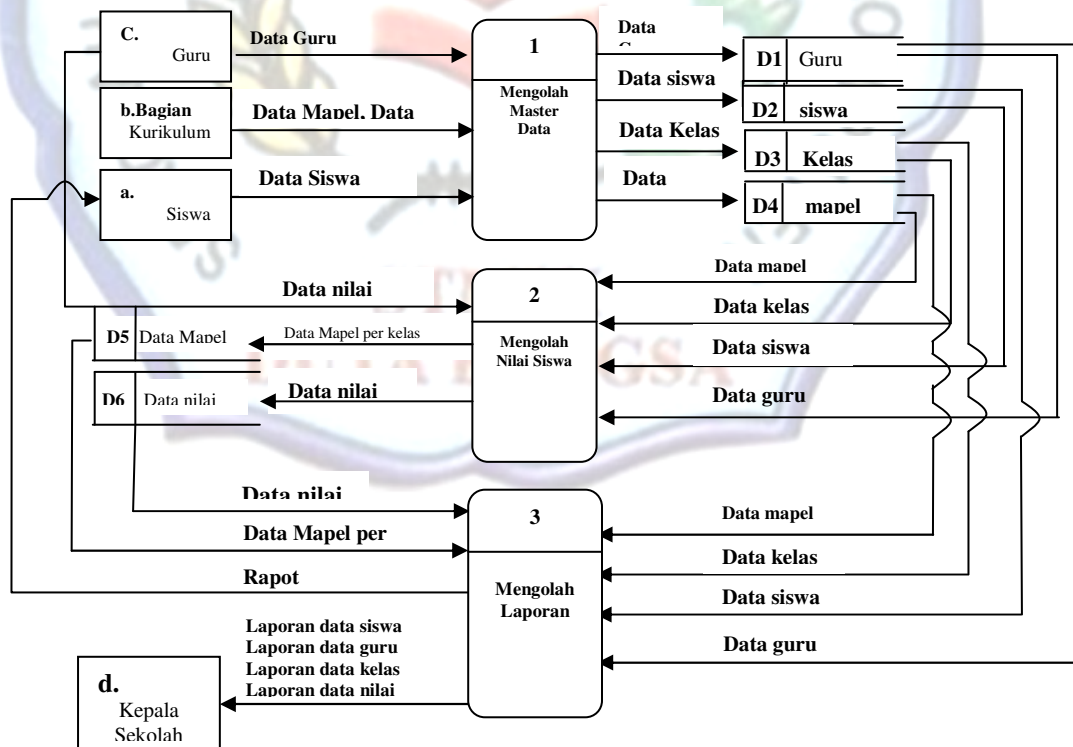 C.
Guru
Data Guru
1
Mengolah
Master
Data
Data
D1 Guru
Data siswa
D2 siswa
b.Bagian
Kurikulum
Data Mapel, Data
Data Kelas
D3 Kelas
a.
Siswa
Data Siswa
Data
D4 mapel
Data nilai
2
Mengolah
Nilai Siswa
Data mapel
Data kelas
Data siswa
Data guru
D5 Data Mapel
Data Mapel per kelas
D6 Data nilai
Data nilai
Data nilai
Data Mapel per
Rapot
3
Mengolah
Laporan
Data mapel
Data kelas
Data siswa
Data guru
Laporan data siswa
Laporan data guru
Laporan data kelas
Laporan data nilai
d.
Kepala
Sekolah